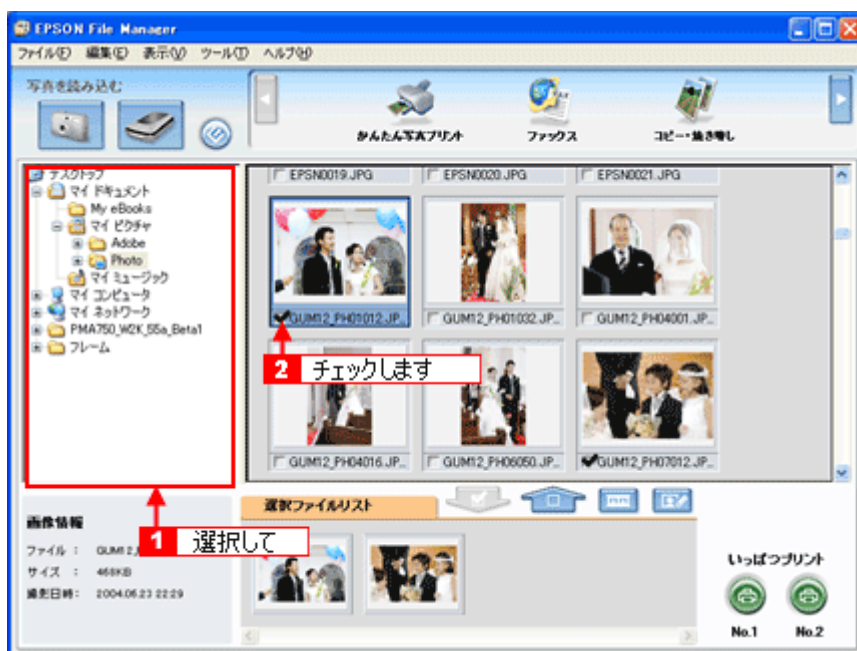 EPSON File Manager
ファイル(F) 編集(E) 表示(V) ツール(T) ヘルプ(H)
写真を読み込む
かんたん写真プリント
ファックス
コピー・焼き増し
デスクトップ
マイ ドキュメント
My eBooks
マイ ピクチャ
Adobe
Photo
マイ ミュージック
マイ コンピュータ
マイ ネットワーク
PMA750_W2K_55a_Beta1
フレーム
EPSN0019.JPG
EPSN0020.JPG
EPSN0021.JPG
GUM12_PH01012.JP...
GUM12_PH01032.JP...
GUM12_PH04001.JP...
2 チェックします
GUM12_PH04016.JP...
GUM12_PH06050.JP...
GUM12_PH07012.JP...
1 選択して
選択ファイルリスト
画像情報
ファイル :
サイズ : 468KB
撮影日時: 2004.06.23 22:29
いっぱつプリント
No.1
No.2